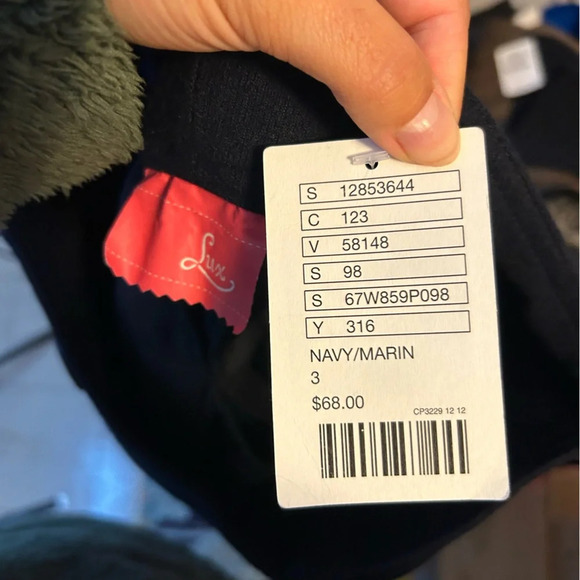 Lux
S 12853644
C 123
V 58148
S 98
S 67W859P098
Y 316
NAVY/MARIN
3
$68.00
CP3229 12 12